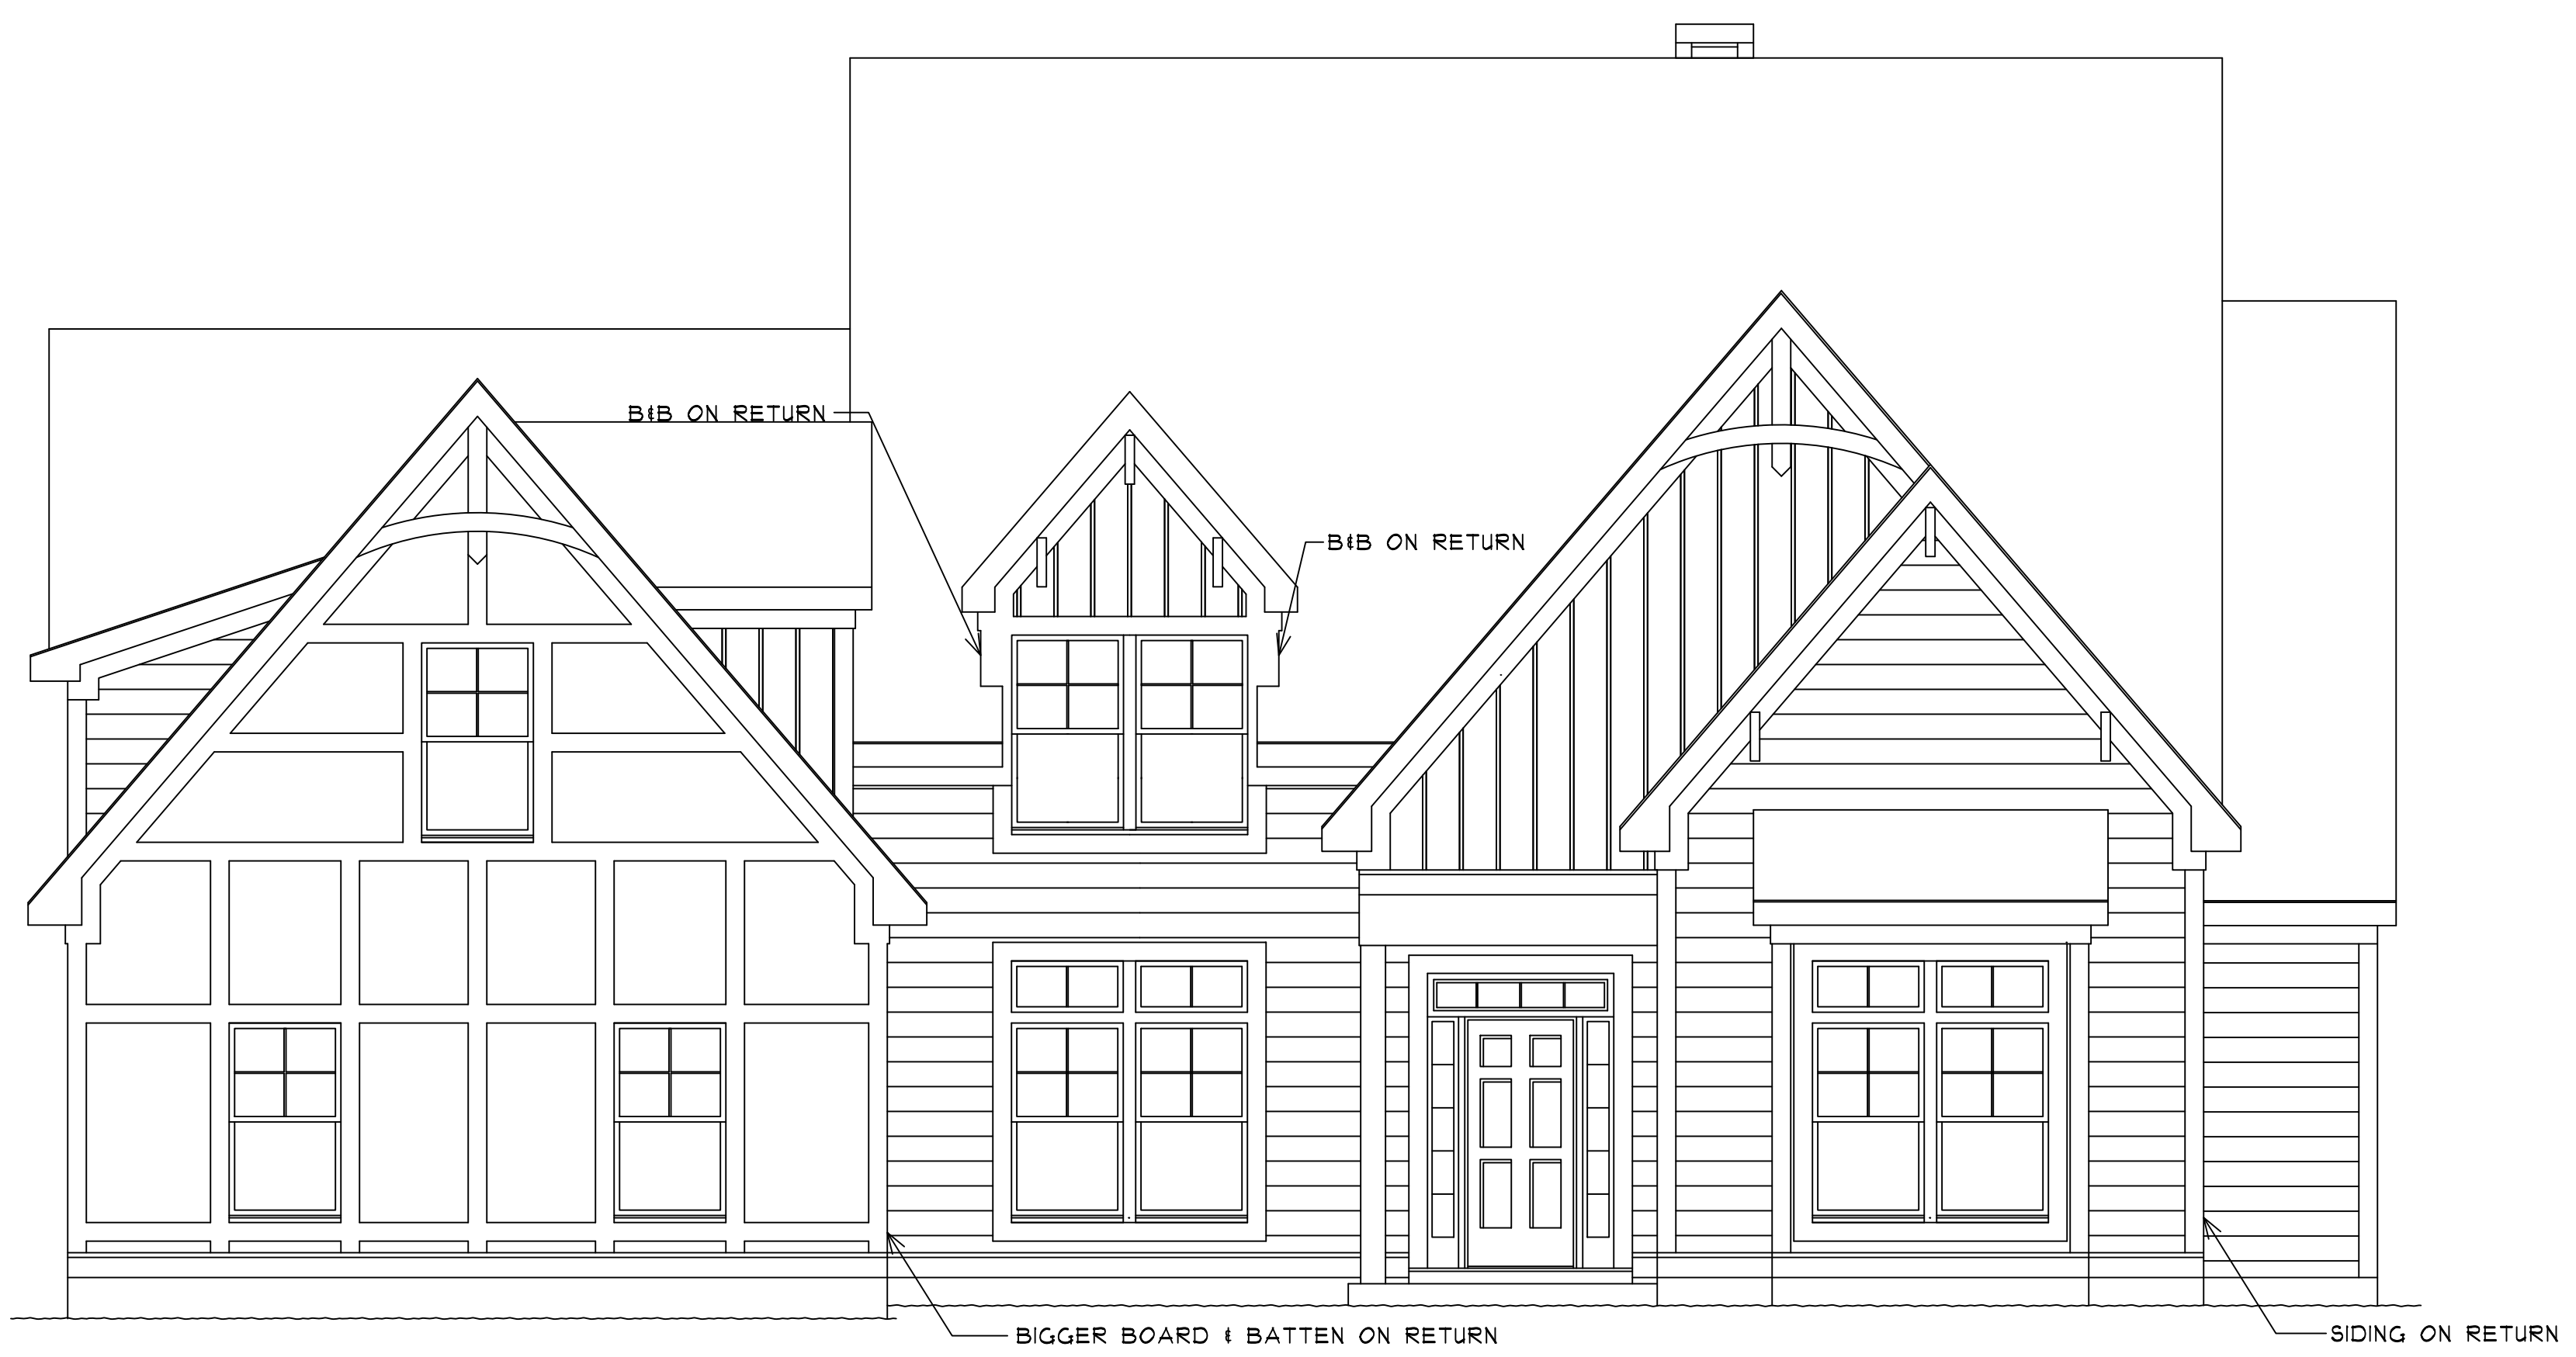 B&B ON RETURN
B&B ON RETURN
BIGGER BOARD & BATTEN ON RETURN
SIDING ON RETURN